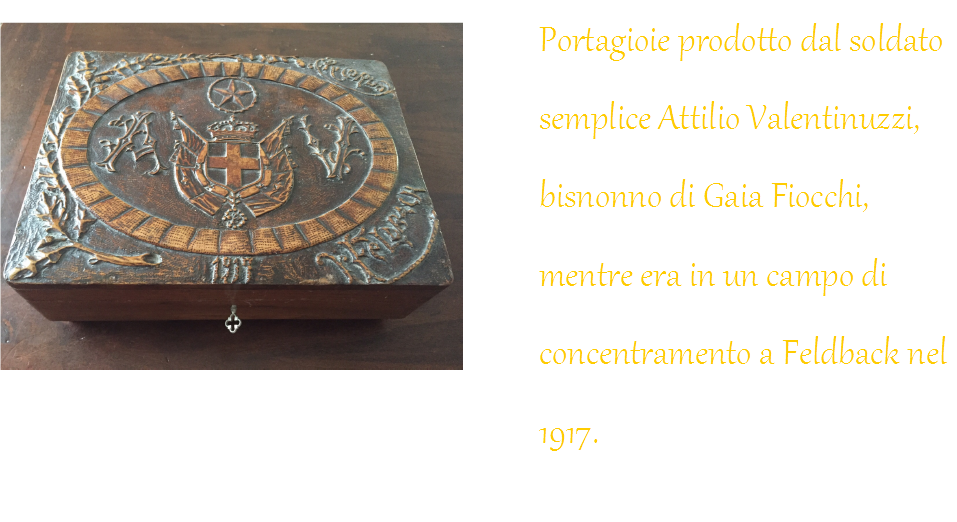 A V
1917
Portagioie prodotto dal soldato
semplice Attilio Valentinuzzi,
bisnonno di Gaia Fiocchi,
mentre era in un campo di
concentramento a Feldback nel
1917.